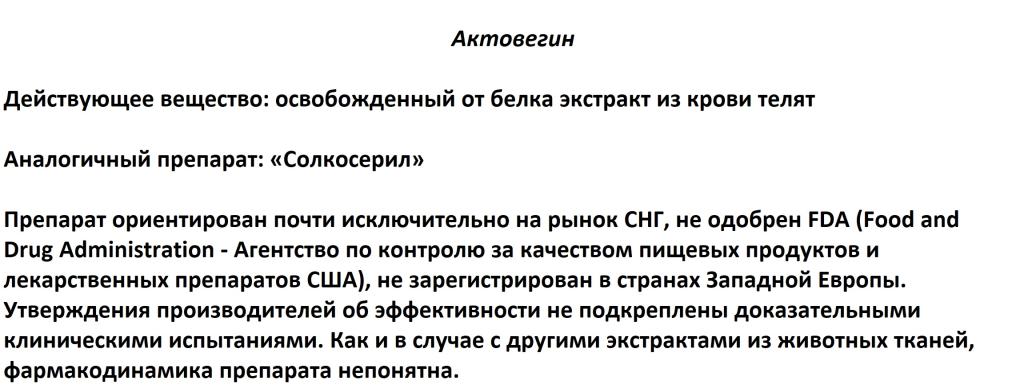 Актовегин
Действующее вещество: освобожденный от белка экстракт из крови телят
Аналогичный препарат: «Солкосерил»
Препарат ориентирован почти исключительно на рынок СНГ, не одобрен FDA (Food and
Drug Administration - Агентство по контролю за качеством пищевых продуктов и
лекарственных препаратов США), не зарегистрирован в странах Западной Европы.
Утверждения производителей об эффективности не подкреплены доказательными
клиническими испытаниями. Как и в случае с другими экстрактами из животных тканей,
фармакодинамика препарата непонятна.